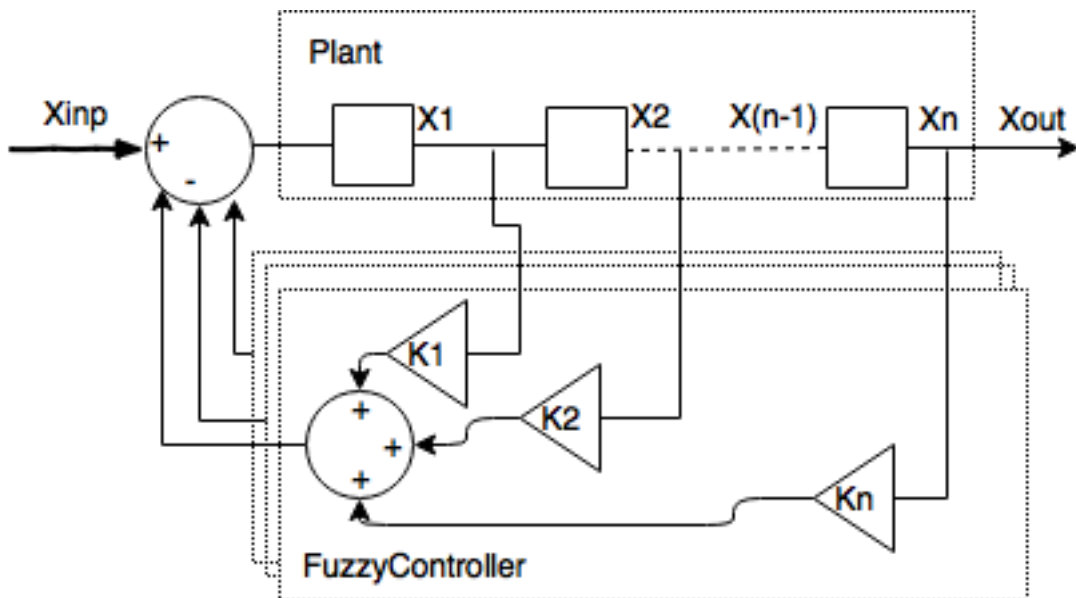 Plant
Xinp
X1
X2
X(n-1)
Xn
Xout
+
-
K1
+
K2
+
+
Kn
FuzzyController